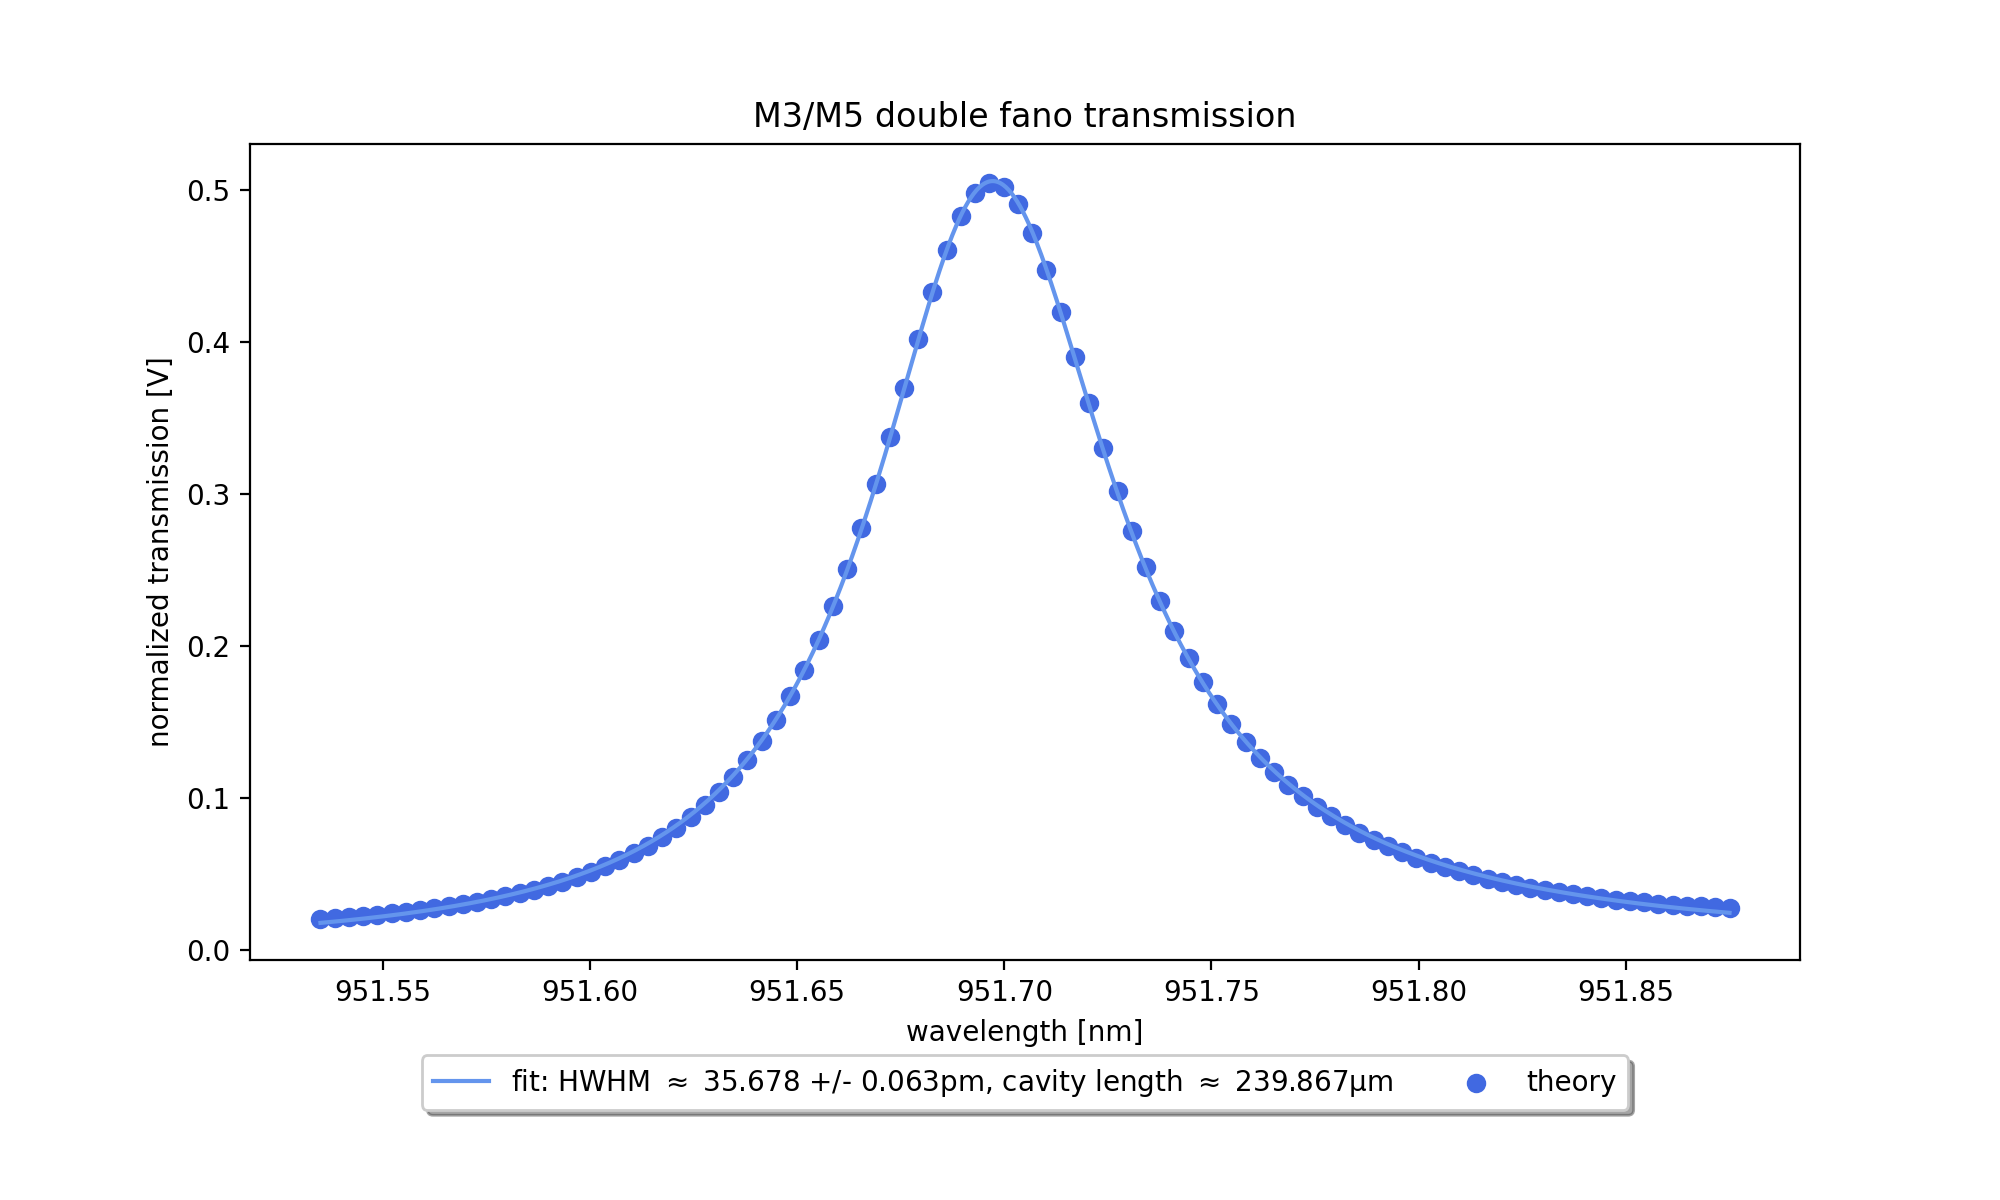 M3/M5 double fano transmission
normalized transmission [V]
0.5
0.4
0.3
0.2
0.1
0.0
951.55 951.60 951.65 951.70 951.75 951.80 951.85
wavelength [nm]
fit: HWHM ≈ 35.678 +/- 0.063pm, cavity length ≈ 239.867μm theory